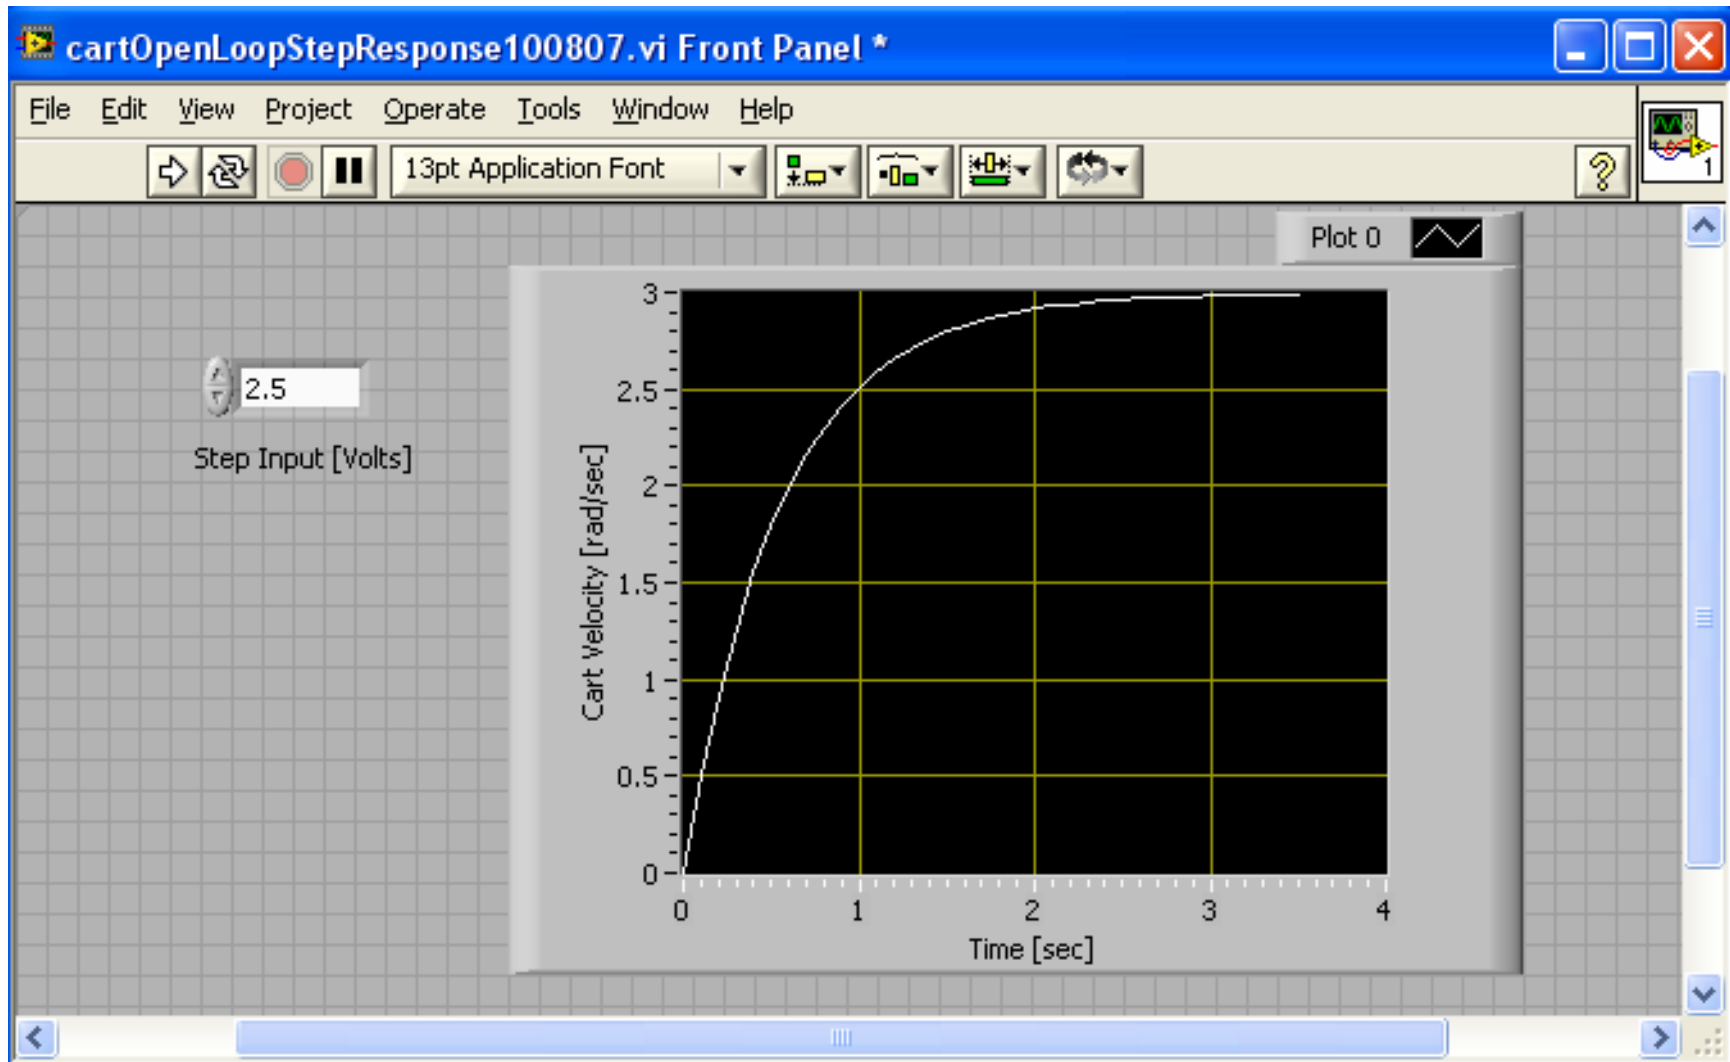 cartOpenLoopStepResponse100807.vi Front Panel *
File Edit View Project Operate Tools Window Help
13pt Application Font
?
1
Plot 0
2.5
Step Input [Volts]
Cart Velocity [rad/sec]
3
2.5
2
1.5
1
0.5
0
0 1 2 3 4
Time [sec]